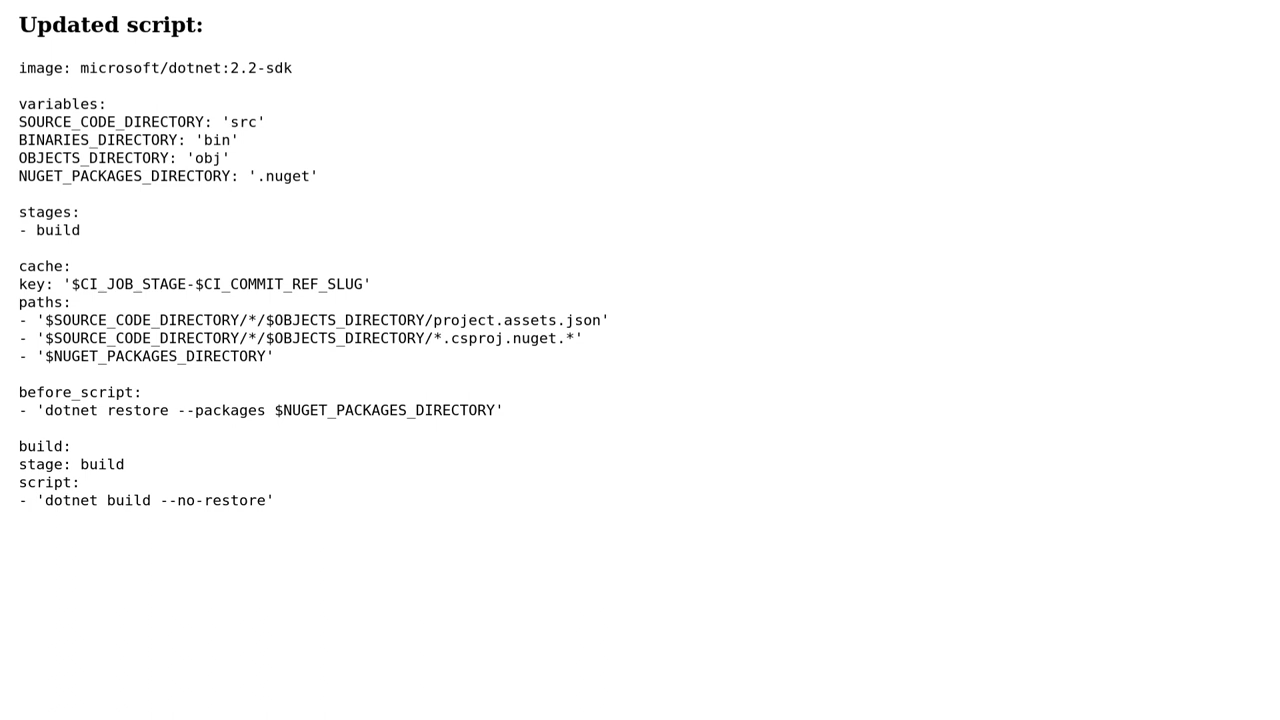 Updated script:
image: microsoft/dotnet:2.2-sdk
variables:
SOURCE_CODE_DIRECTORY: 'src'
BINARIES_DIRECTORY: 'bin'
OBJECTS_DIRECTORY: 'obj'
NUGET_PACKAGES_DIRECTORY: '.nuget'
stages:
- build
cache:
key: '$CI_JOB_STAGE-$CI_COMMIT_REF_SLUG'
paths:
- '$SOURCE_CODE_DIRECTORY/*/$OBJECTS_DIRECTORY/project.assets.json'
- '$SOURCE_CODE_DIRECTORY/*/$OBJECTS_DIRECTORY/*.csproj.nuget.*'
- '$NUGET_PACKAGES_DIRECTORY'
before_script:
- 'dotnet restore --packages $NUGET_PACKAGES_DIRECTORY'
build:
stage: build
script:
- 'dotnet build --no-restore'